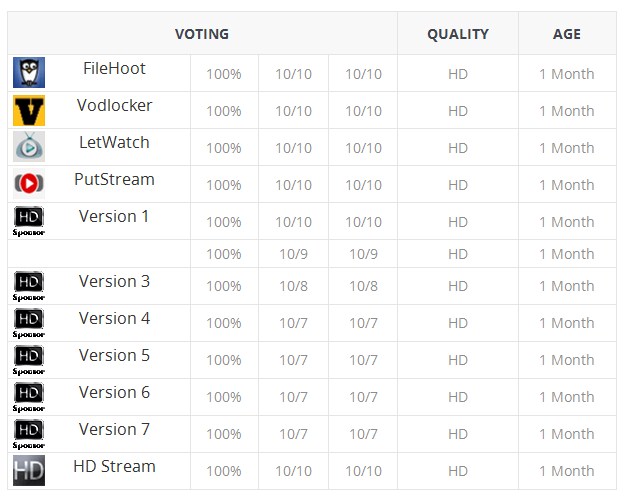 VOTING QUALITY AGE
FileHoot 100% 10/10 10/10 HD 1 Month
V Vodlocker 100% 10/10 10/10 HD 1 Month
LetWatch 100% 10/10 10/10 HD 1 Month
PutStream 100% 10/10 10/10 HD 1 Month
HD Sponsor Version 1 100% 10/10 10/10 HD 1 Month
100% 10/9 10/9 HD 1 Month
HD Sponsor Version 3 100% 10/8 10/8 HD 1 Month
HD Sponsor Version 4 100% 10/7 10/7 HD 1 Month
HD Sponsor Version 5 100% 10/7 10/7 HD 1 Month
HD Sponsor Version 6 100% 10/7 10/7 HD 1 Month
HD Sponsor Version 7 100% 10/7 10/7 HD 1 Month
HD HD Stream 100% 10/10 10/10 HD 1 Month